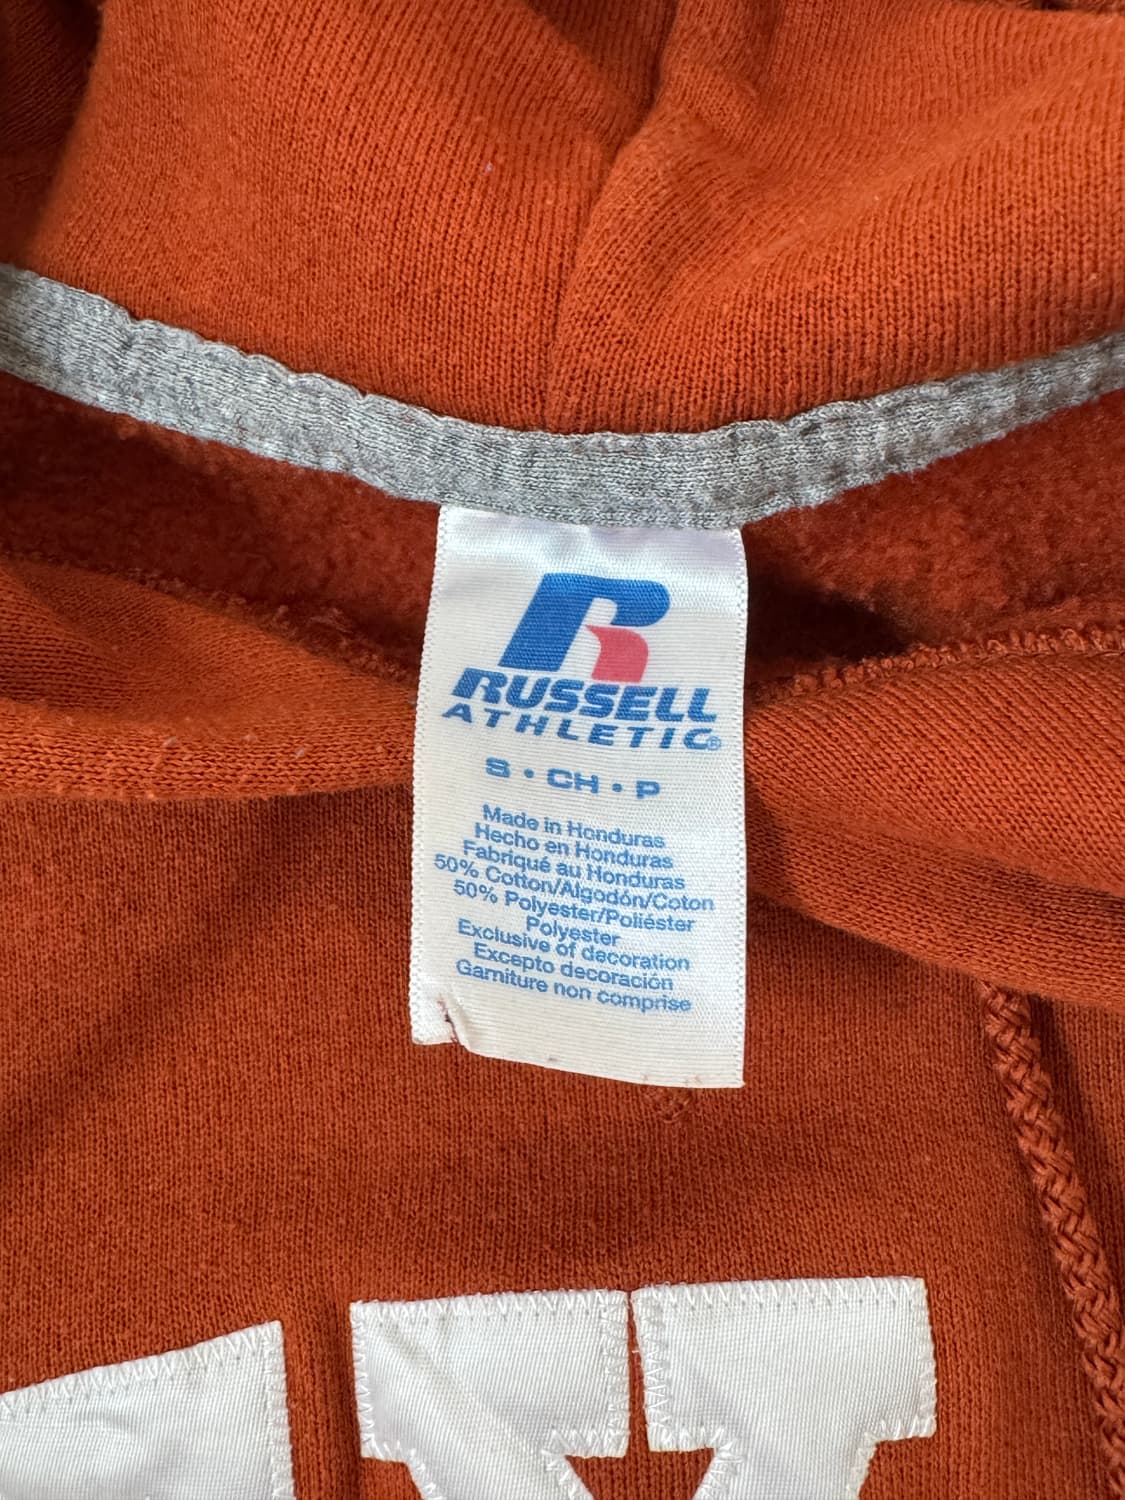 R
RUSSELL
ATHLETIC®
S • CH • P
Made in Honduras
Hecho en Honduras
Fabriqué au Honduras
50% Cotton/Algodón/Coton
50% Polyester/Poliéster
Polyester
Exclusive of decoration
Excepto decoración
Garniture non comprise